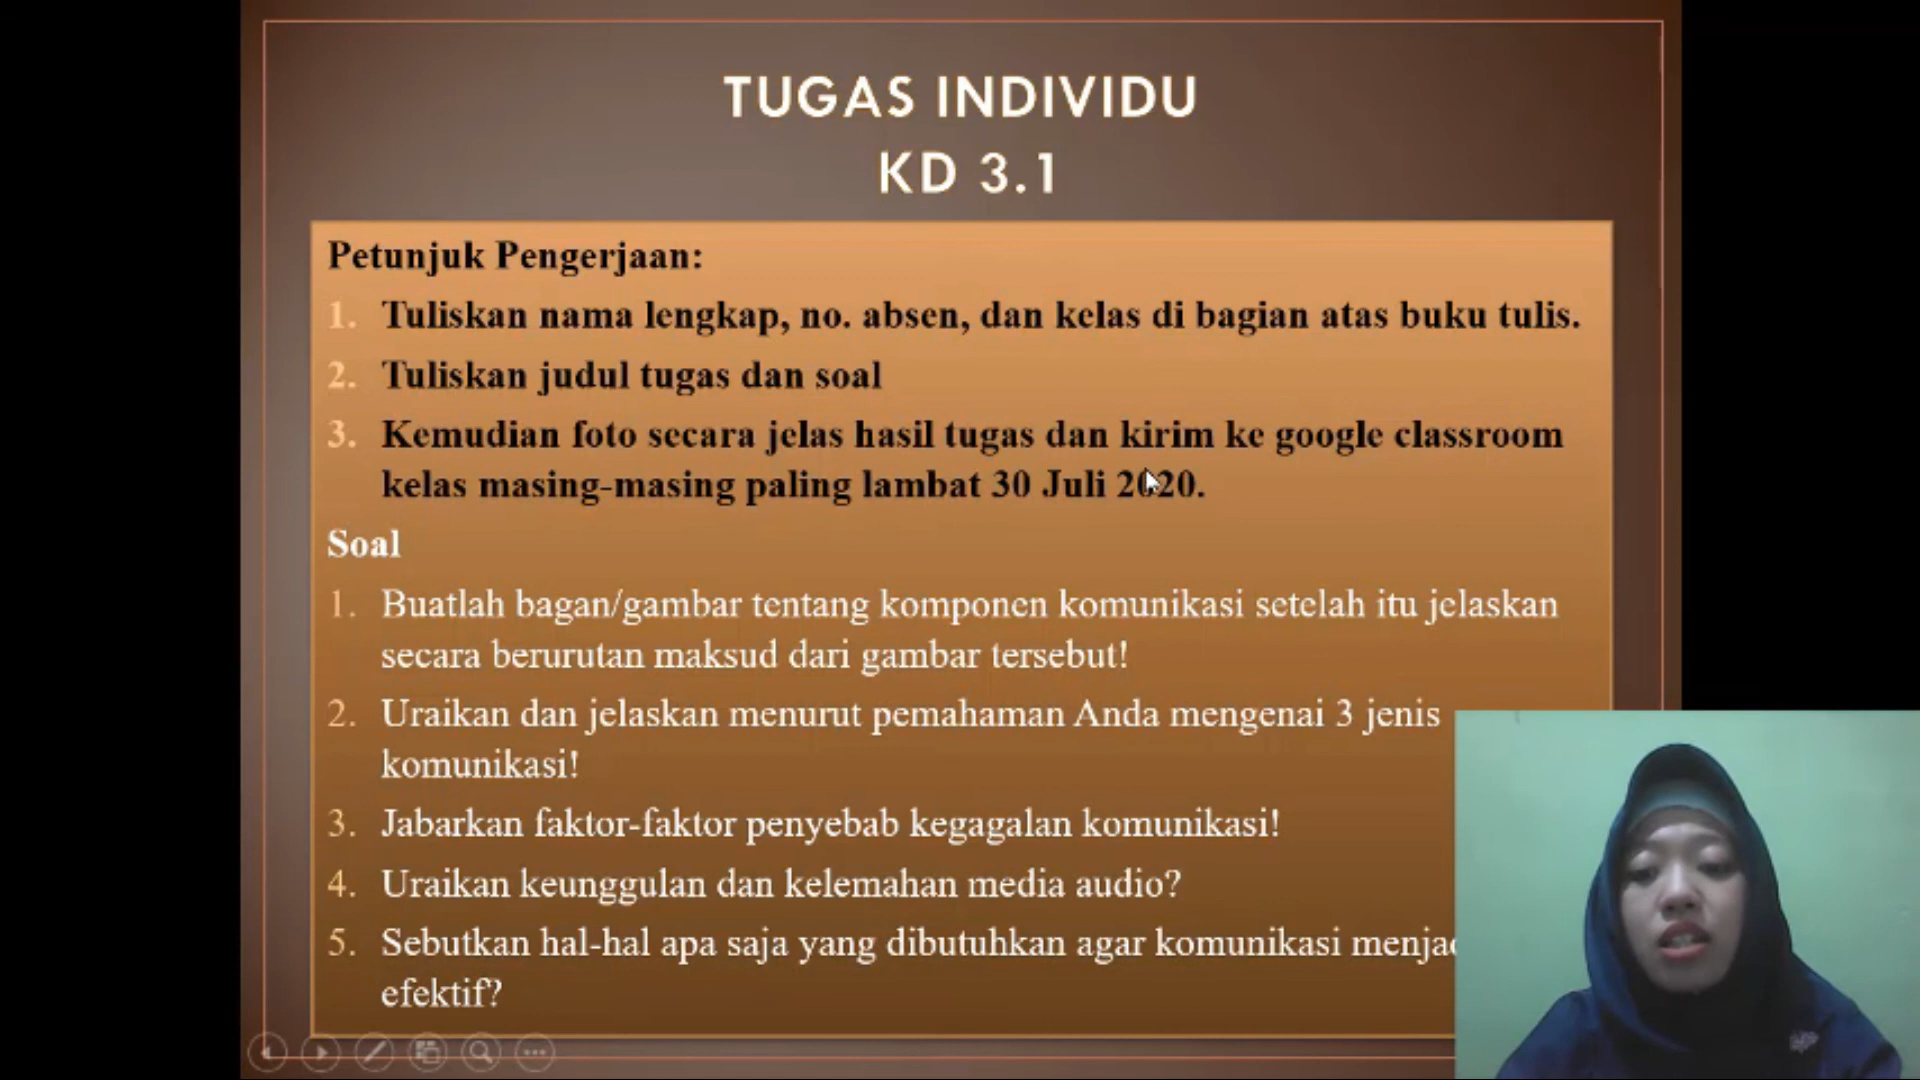 TUGAS INDIVIDU
KD 3.1
Petunjuk Pengerjaan:
1. Tuliskan nama lengkap, no. absen, dan kelas di bagian atas buku tulis.
2. Tuliskan judul tugas dan soal
3. Kemudian foto secara jelas hasil tugas dan kirim ke google classroom
kelas masing-masing paling lambat 30 Juli 2020.
Soal
1. Buatlah bagan/gambar tentang komponen komunikasi setelah itu jelaskan
secara berurutan maksud dari gambar tersebut!
2. Uraikan dan jelaskan menurut pemahaman Anda mengenai 3 jenis
komunikasi!
3. Jabarkan faktor-faktor penyebab kegagalan komunikasi!
4. Uraikan keunggulan dan kelemahan media audio?
5. Sebutkan hal-hal apa saja yang dibutuhkan agar komunikasi
efektif?